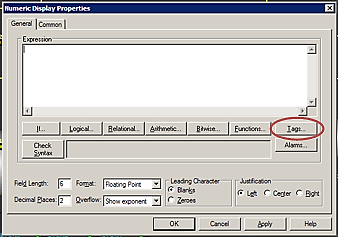 Numeric Display Properties
General Common
Expression
If... Logical... Relational... Arithmetic... Bitwise... Functions... Tags...
Check Syntax
Alarms...
Field Length: 6 Format: Floating Point
Decimal Places: 2 Overflow: Show exponent
Leading Character
Blanks
Zeroes
Justification
Left Center Right
OK Cancel Apply Help